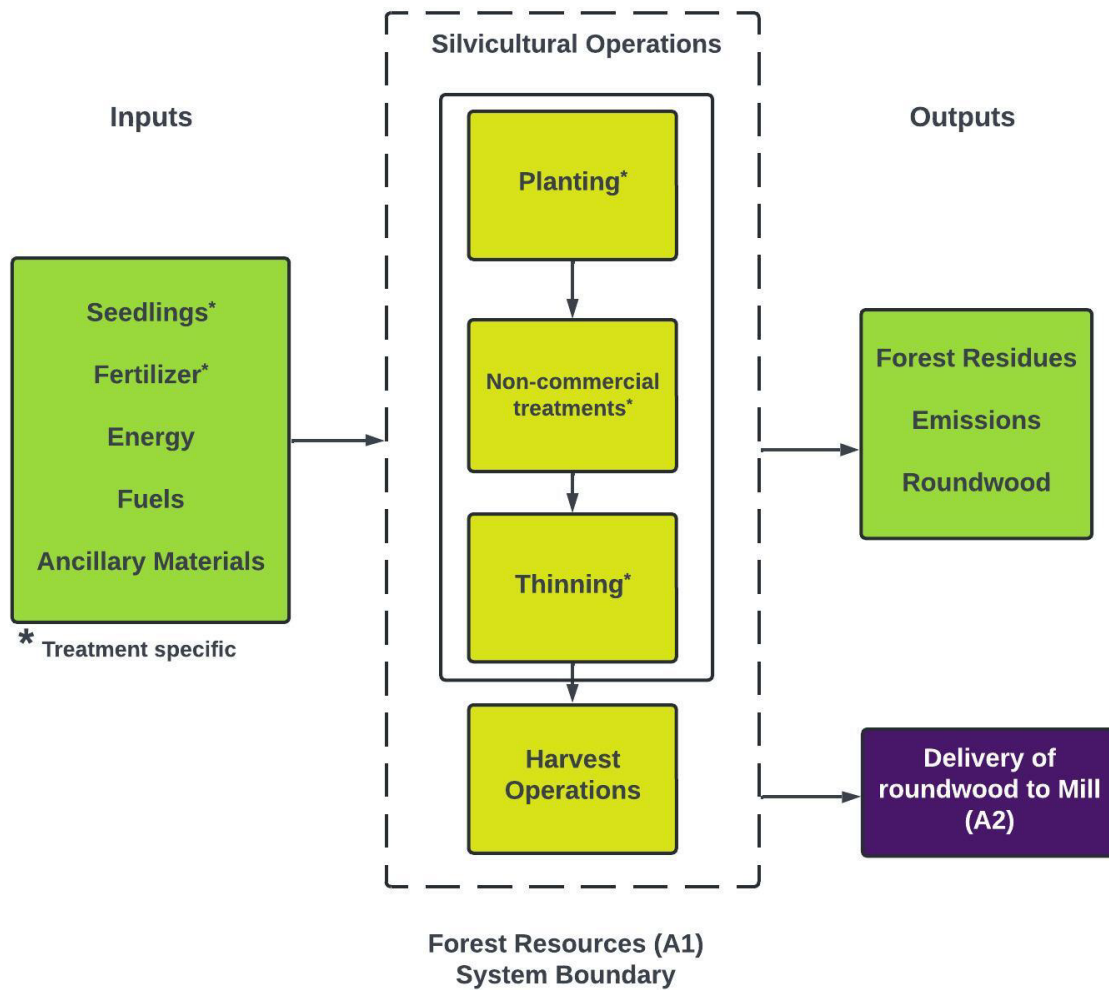 Silvicultural Operations
Inputs
Outputs
Planting*
Seedlings*
Fertilizer*
Energy
Fuels
Ancillary Materials
* Treatment specific
Non-commercial
treatments*
Thinning*
Harvest
Operations
Forest Residues
Emissions
Roundwood
Delivery of
roundwood to Mill
(A2)
Forest Resources (A1)
System Boundary